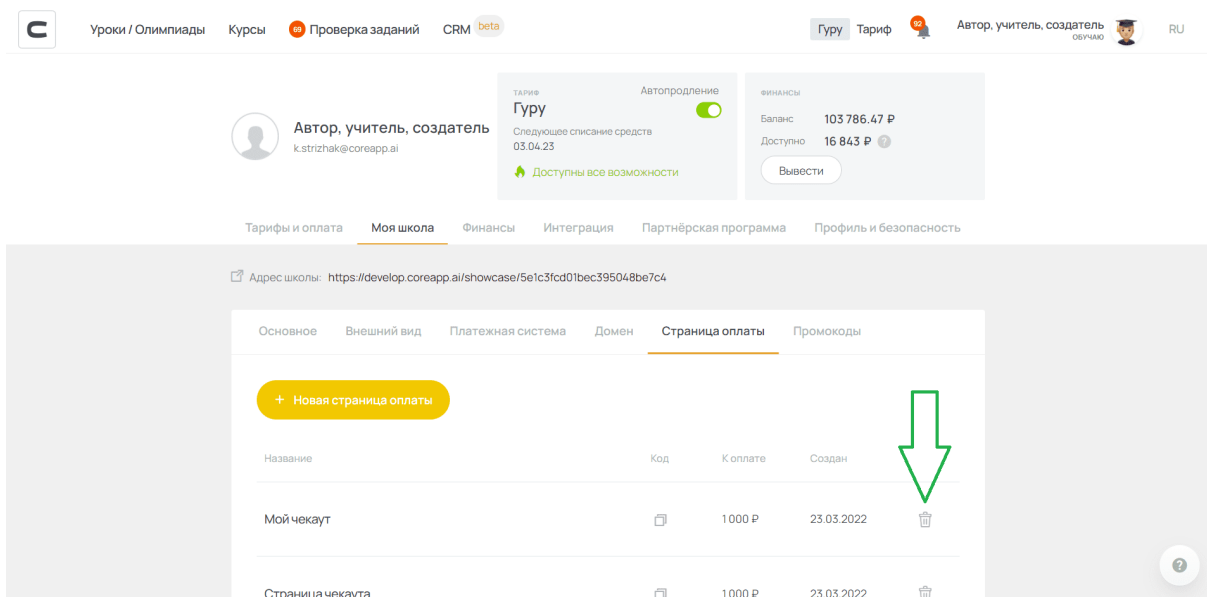 Уроки / Олимпиады Курсы 69 Проверка заданий CRM beta Гуру Тариф 92 Автор, учитель, создатель RU
ОБУЧАЮ
ТАРИФ Автопродление
Гуру
Следующее списание средств
03.04.23
Доступны все возможности
ФИНАНСЫ
Баланс 103 786.47 ₽
Доступно 16 843 ₽ ?
Вывести
Автор, учитель, создатель
k.strizhak@coreapp.ai
Тарифы и оплата Моя школа Финансы Интеграция Партнёрская программа Профиль и безопасность
Адрес школы: https://develop.coreapp.ai/showcase/5e1c3fcd01bec395048be7c4
Основное Внешний вид Платежная система Домен Страница оплаты Промокоды
+ Новая страница оплаты
Название Код К оплате Создан
Мой чекаут 1 000 ₽ 23.03.2022
Страница чекаута 1 000 ₽ 23.03.2022
?